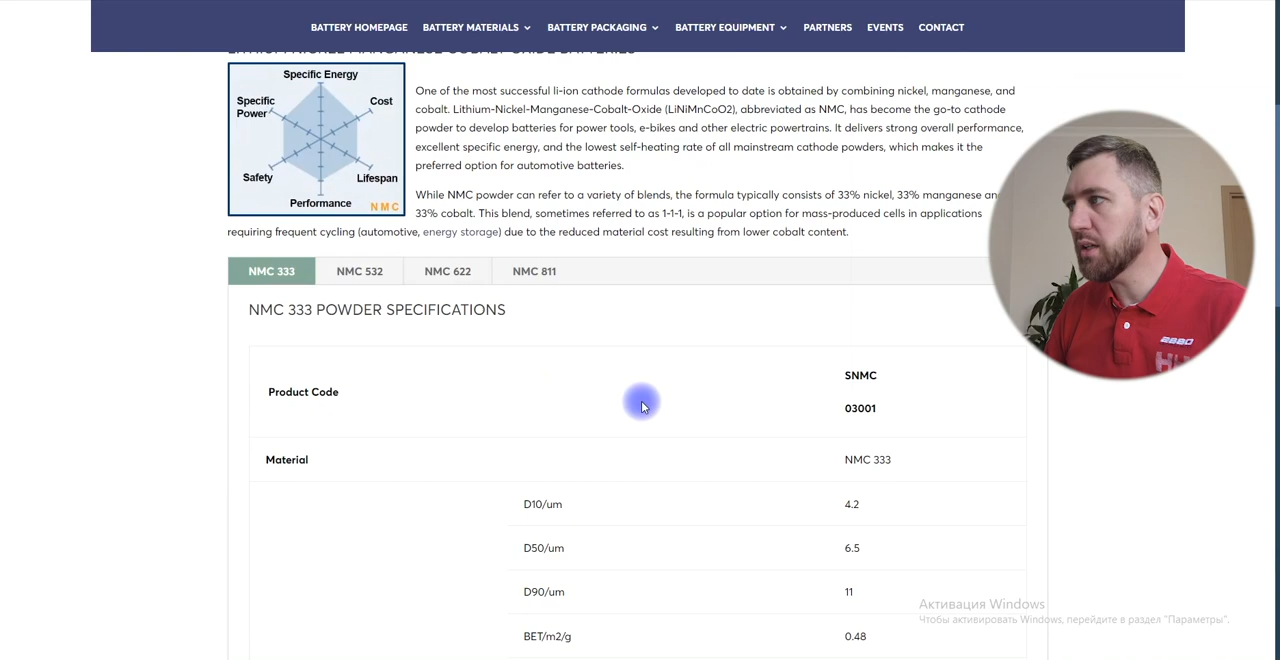 BATTERY HOMEPAGE BATTERY MATERIALS BATTERY PACKAGING BATTERY EQUIPMENT PARTNERS EVENTS CONTACT
LITHIUM NICKEL MANGANESE COBALT OXIDE BATTERIES
Specific Energy
Specific Power
Cost
Safety
Lifespan
Performance
NMC
One of the most successful li-ion cathode formulas developed to date is obtained by combining nickel, manganese, and
cobalt. Lithium-Nickel-Manganese-Cobalt-Oxide (LiNiMnCoO2), abbreviated as NMC, has become the go-to cathode
powder to develop batteries for power tools, e-bikes and other electric powertrains. It delivers strong overall performance,
excellent specific energy, and the lowest self-heating rate of all mainstream cathode powders, which makes it the
preferred option for automotive batteries.
While NMC powder can refer to a variety of blends, the formula typically consists of 33% nickel, 33% manganese an
33% cobalt. This blend, sometimes referred to as 1-1-1, is a popular option for mass-produced cells in applications
requiring frequent cycling (automotive, energy storage) due to the reduced material cost resulting from lower cobalt content.
NMC 333 NMC 532 NMC 622 NMC 811
NMC 333 POWDER SPECIFICATIONS
Product Code
SNMC
03001
Material NMC 333
D10/um 4.2
D50/um 6.5
D90/um 11
BET/m2/g 0.48
Активация Windows
Чтобы активировать Windows, перейдите в раздел "Параметры".